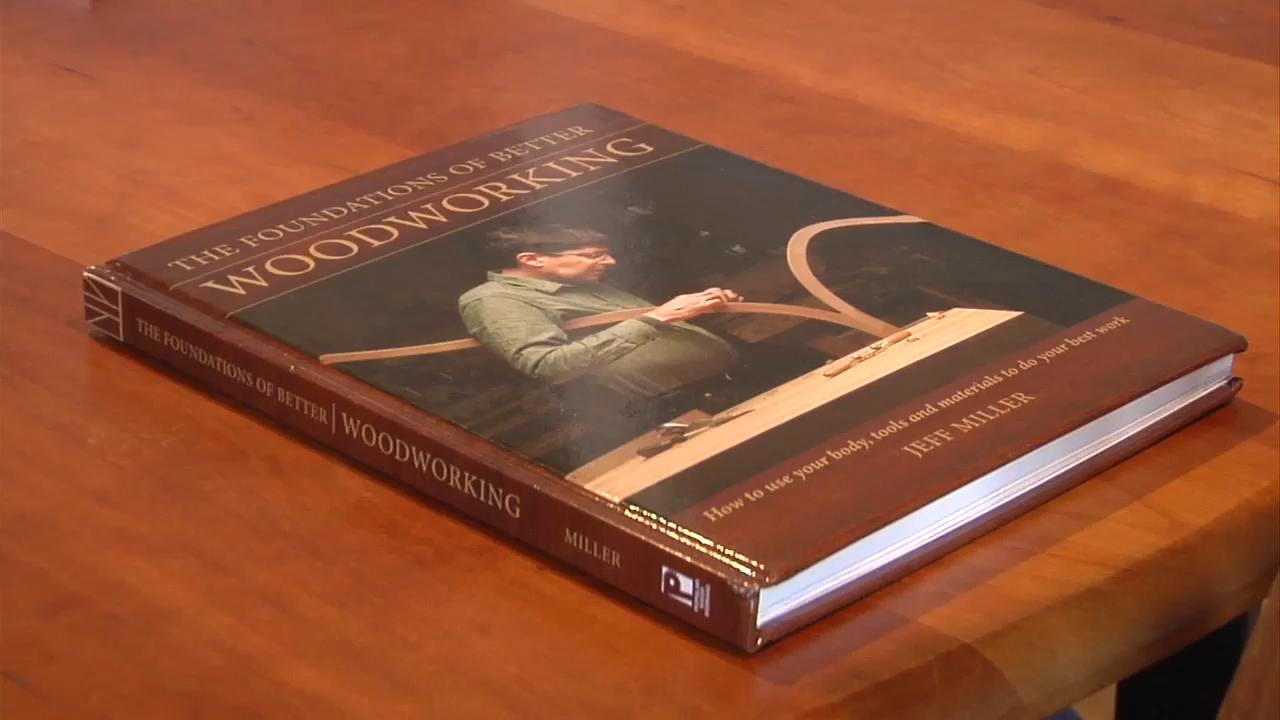 THE FOUNDATIONS OF BETTER
WOODWORKING
How to use your body, tools and materials to do your best work
JEFF MILLER
THE FOUNDATIONS OF BETTER | WOODWORKING
MILLER